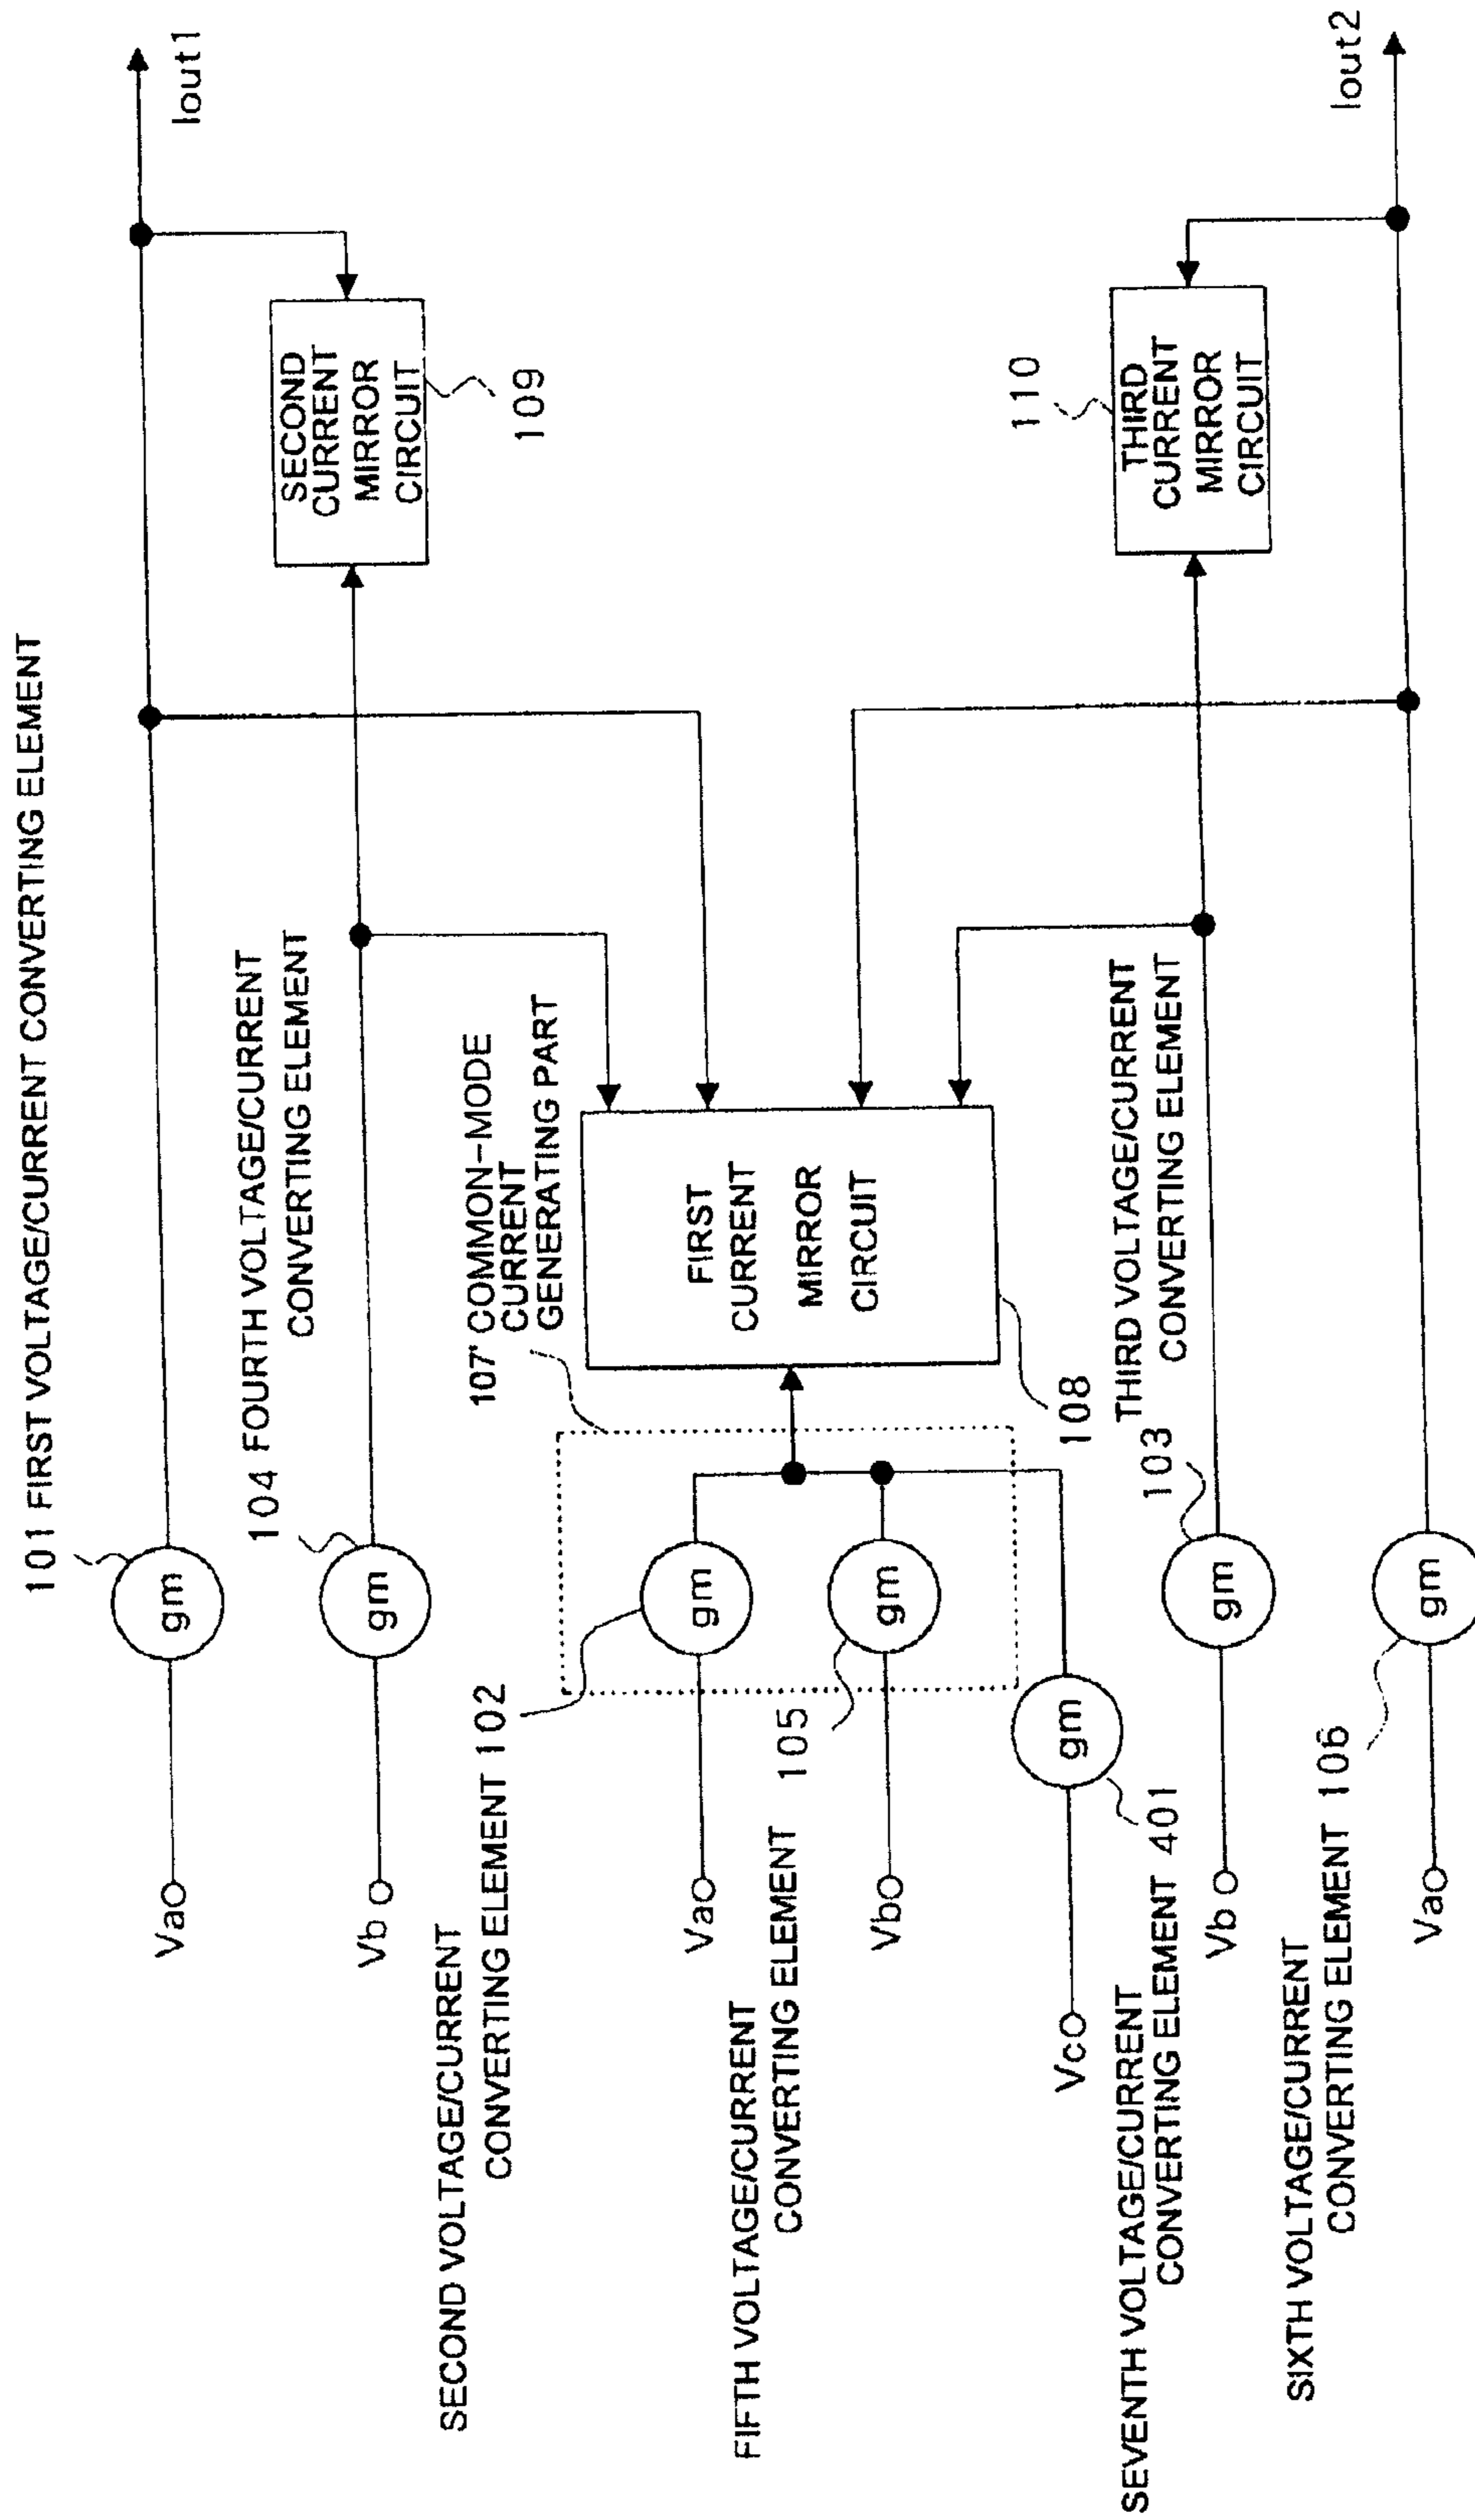 101 FIRST VOLTAGE/CURRENT CONVERTING ELEMENT
Va
gm
Iout1
104 FOURTH VOLTAGE/CURRENT
CONVERTING ELEMENT
Vb
gm
SECOND
CURRENT
MIRROR
CIRCUIT
109
SECOND VOLTAGE/CURRENT
CONVERTING ELEMENT 102
107' COMMON-MODE
CURRENT
GENERATING PART
Va
gm
FIRST
CURRENT
MIRROR
CIRCUIT
108
FIFTH VOLTAGE/CURRENT
CONVERTING ELEMENT 105
Vb
gm
Vc
gm
SEVENTH VOLTAGE/CURRENT
CONVERTING ELEMENT 401
110
THIRD
CURRENT
MIRROR
CIRCUIT
THIRD VOLTAGE/CURRENT
103 CONVERTING ELEMENT
Vb
gm
SIXTH VOLTAGE/CURRENT
CONVERTING ELEMENT 106
Va
gm
Iout2